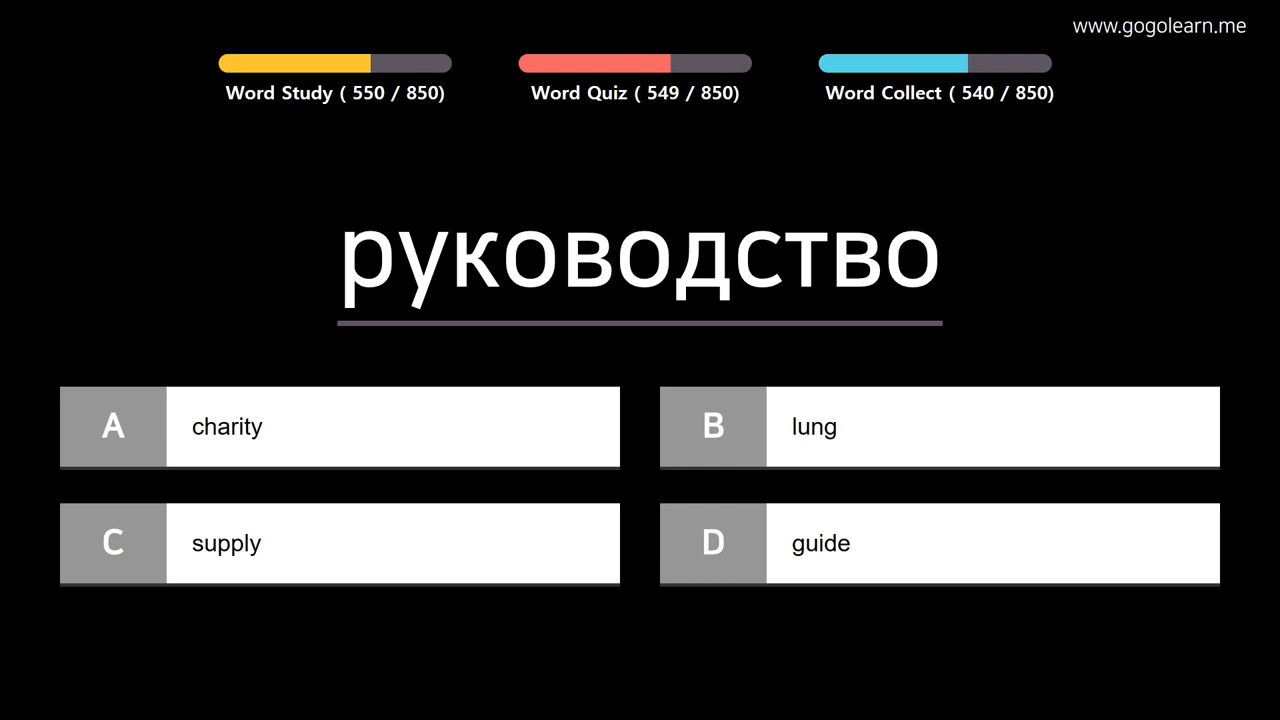 www.gogolearn.me
Word Study ( 550 / 850)
Word Quiz ( 549 / 850)
Word Collect ( 540 / 850)
руководство
A charity
B lung
C supply
D guide